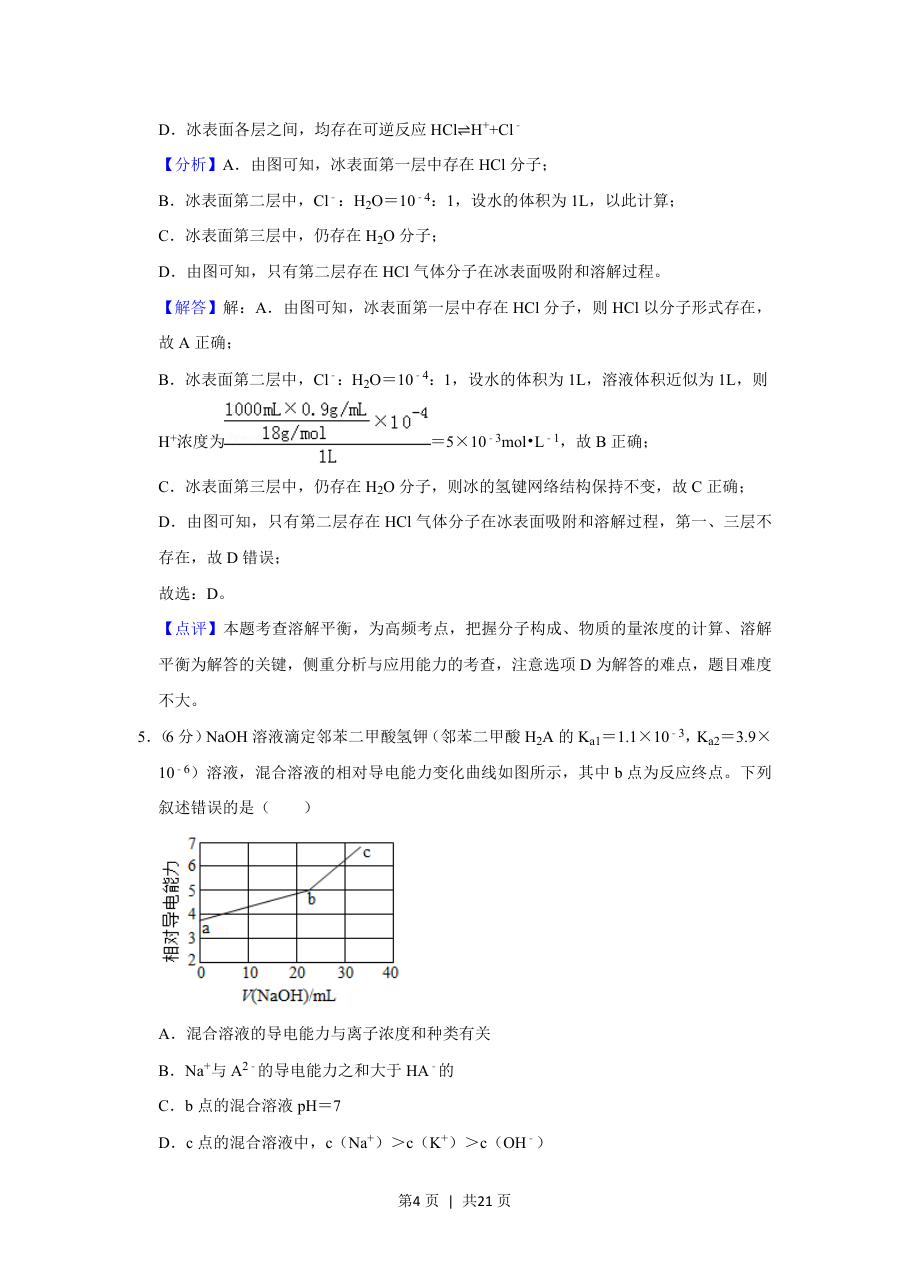 D．冰表面各层之间，均存在可逆反应 HCl⇌H⁺+Cl⁻
【分析】A．由图可知，冰表面第一层中存在 HCl 分子；
B．冰表面第二层中，Cl⁻：H₂O＝10⁻⁴：1，设水的体积为 1L，以此计算；
C．冰表面第三层中，仍存在 H₂O 分子；
D．由图可知，只有第二层存在 HCl 气体分子在冰表面吸附和溶解过程。
【解答】解：A．由图可知，冰表面第一层中存在 HCl 分子，则 HCl 以分子形式存在，
故 A 正确；
B．冰表面第二层中，Cl⁻：H₂O＝10⁻⁴：1，设水的体积为 1L，溶液体积近似为 1L，则
1000mL×0.9g/mL
18g/mol ×10⁻⁴
H⁺浓度为 ＝5×10⁻³mol•L⁻¹，故 B 正确；
1L
C．冰表面第三层中，仍存在 H₂O 分子，则冰的氢键网络结构保持不变，故 C 正确；
D．由图可知，只有第二层存在 HCl 气体分子在冰表面吸附和溶解过程，第一、三层不
存在，故 D 错误；
故选：D。
【点评】本题考查溶解平衡，为高频考点，把握分子构成、物质的量浓度的计算、溶解
平衡为解答的关键，侧重分析与应用能力的考查，注意选项 D 为解答的难点，题目难度
不大。
5．（6 分）NaOH 溶液滴定邻苯二甲酸氢钾（邻苯二甲酸 H₂A 的 Ka1＝1.1×10⁻³，Ka2＝3.9×
10⁻⁶）溶液，混合溶液的相对导电能力变化曲线如图所示，其中 b 点为反应终点。下列
叙述错误的是（　　）
相对导电能力
7
6
5
4
3
2
a
b
c
0 10 20 30 40
V(NaOH)/mL
A．混合溶液的导电能力与离子浓度和种类有关
B．Na⁺与 A²⁻的导电能力之和大于 HA⁻的
C．b 点的混合溶液 pH＝7
D．c 点的混合溶液中，c（Na⁺）＞c（K⁺）＞c（OH⁻）
第4 页 | 共21 页